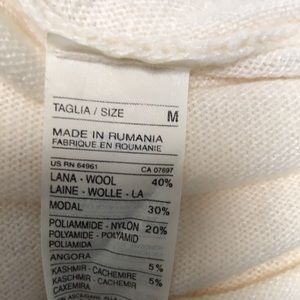 TAGLIA / SIZE M
MADE IN RUMANIA
FABRIQUE EN ROUMANIE
US RN 64961 CA 07697
LANA - WOOL 40%
LAINE - WOLLE - LA
MODAL 30%
POLIAMMIDE - NYLON 20%
POLYAMIDE - POLYAMID
POLIAMIDA
ANGORA 5%
KASHMIR - CACHEMIRE 5%
KASCHMIR - CACHEMIRE
CAXEMIRA